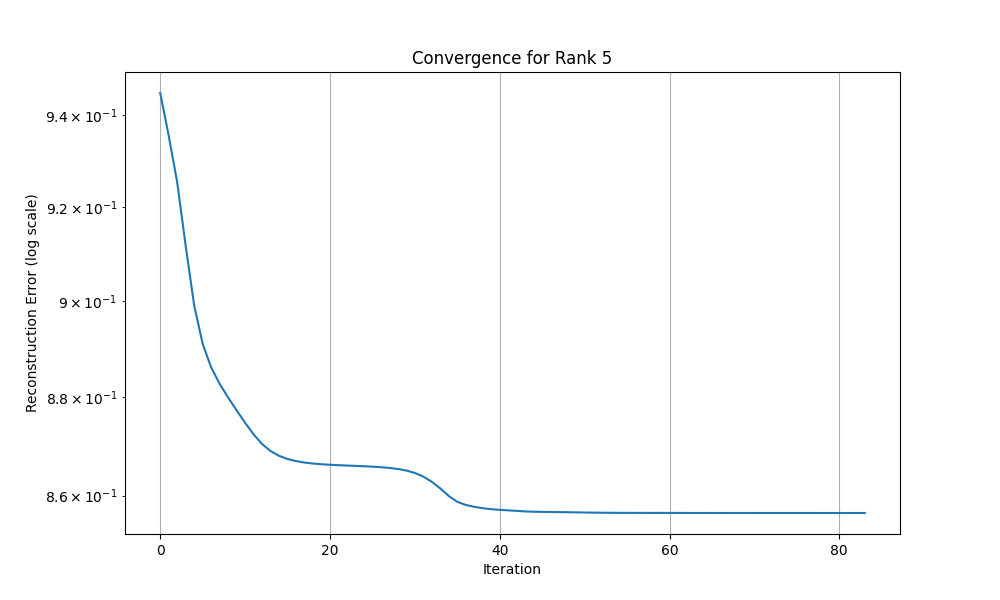 Convergence for Rank 5
Reconstruction Error (log scale)
9.4 × 10⁻¹
9.2 × 10⁻¹
9 × 10⁻¹
8.8 × 10⁻¹
8.6 × 10⁻¹
0 20 40 60 80
Iteration